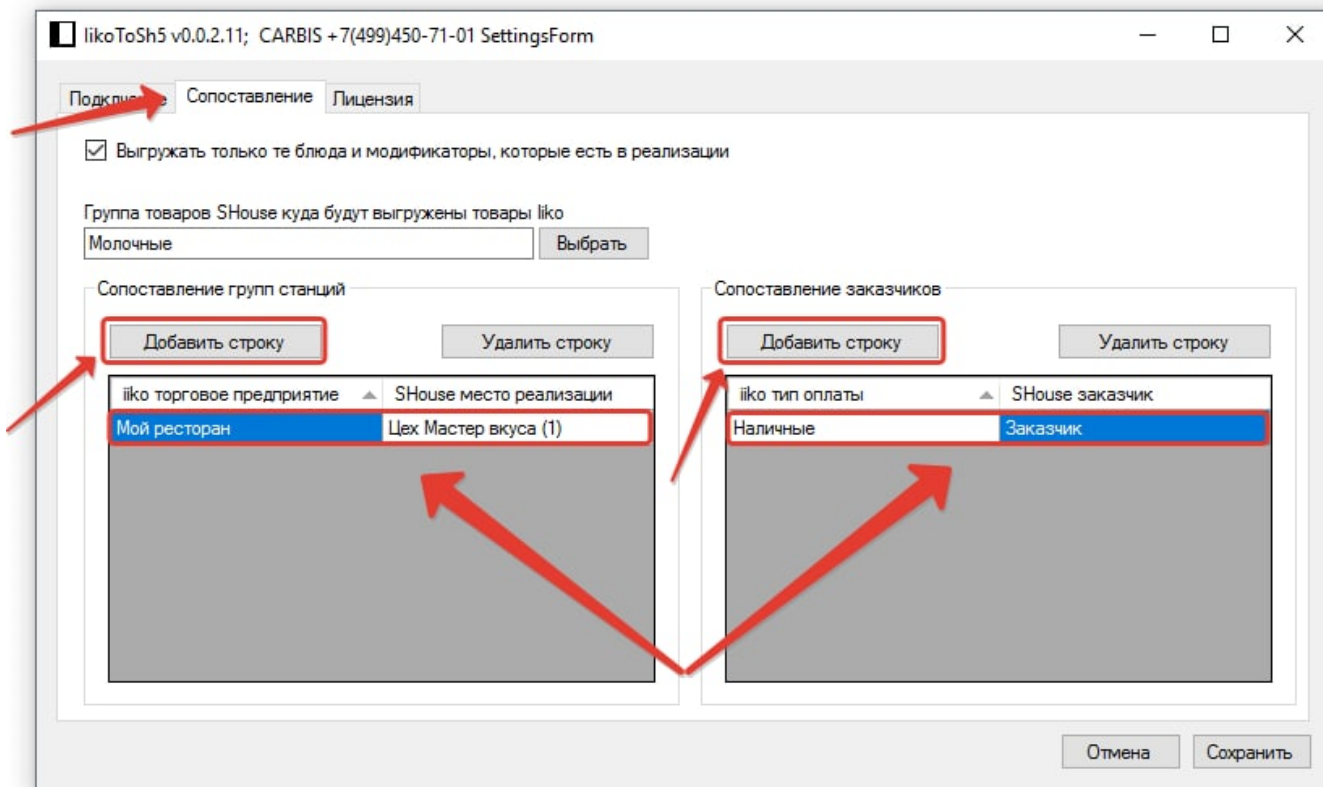 IikoToSh5 v0.0.2.11; CARBIS +7(499)450-71-01 SettingsForm
Сопоставление Лицензия
Выгружать только те блюда и модификаторы, которые есть в реализации
Группа товаров SHouse куда будут выгружены товары Iiko
Молочные Выбрать
Сопоставление групп станций Сопоставление заказчиков
Добавить строку Удалить строку Добавить строку Удалить строку
iiko торговое предприятие SHouse место реализации iiko тип оплаты SHouse заказчик
Мой ресторан Цех Мастер вкуса (1) Наличные Заказчик
Отмена Сохранить